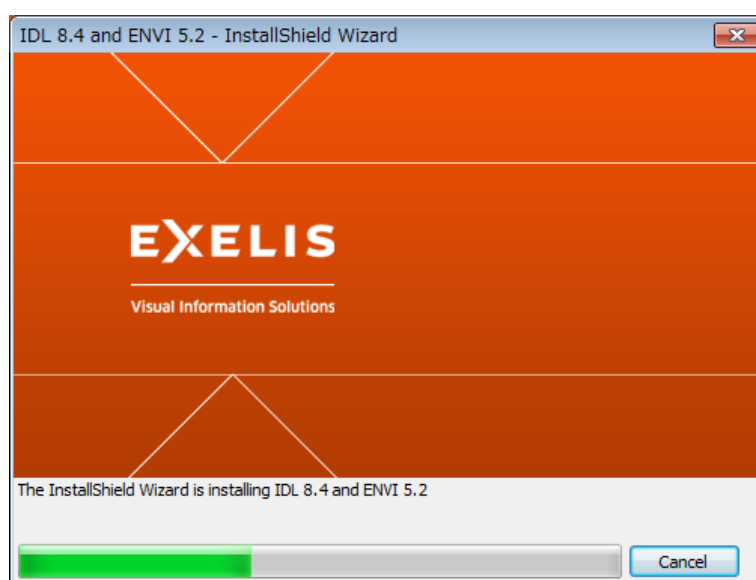 IDL 8.4 and ENVI 5.2 - InstallShield Wizard
EXELIS
Visual Information Solutions
The InstallShield Wizard is installing IDL 8.4 and ENVI 5.2
Cancel